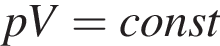 pV = const